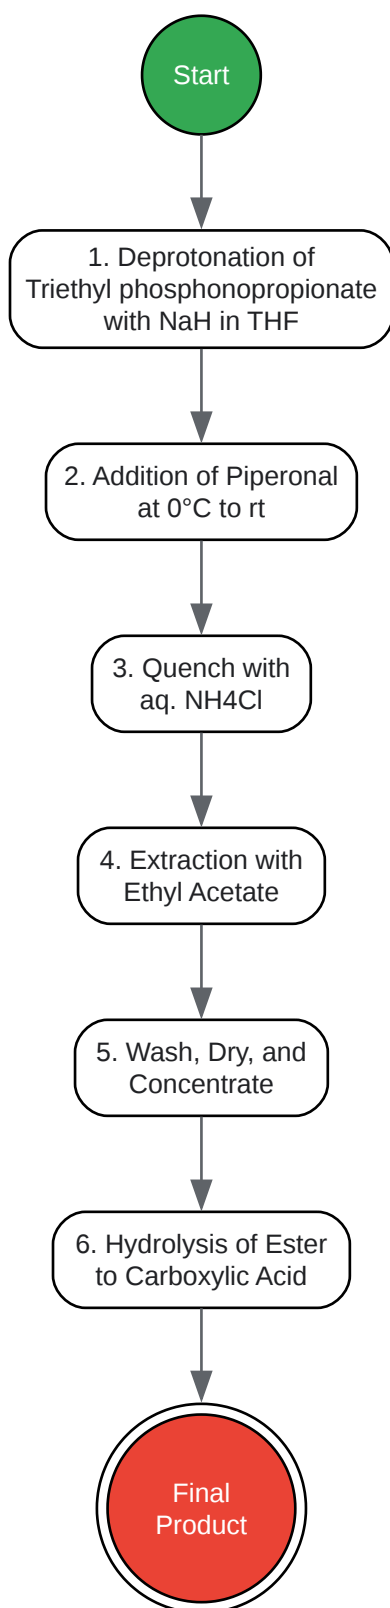 Start
1. Deprotonation of
Triethyl phosphonopropionate
with NaH in THF
2. Addition of Piperonal
at 0°C to rt
3. Quench with
aq. NH4Cl
4. Extraction with
Ethyl Acetate
5. Wash, Dry, and
Concentrate
6. Hydrolysis of Ester
to Carboxylic Acid
Final
Product